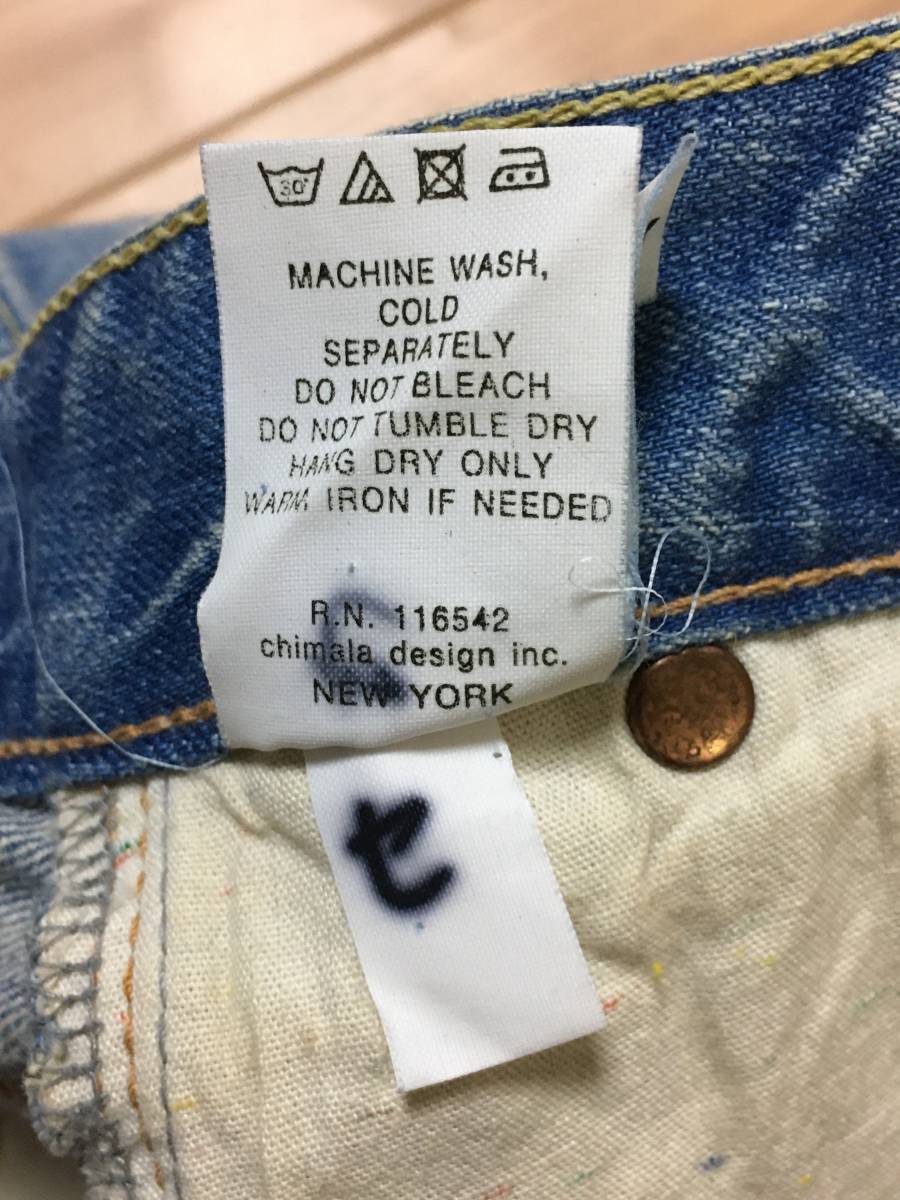 30°
MACHINE WASH,
COLD
SEPARATELY
DO NOT BLEACH
DO NOT TUMBLE DRY
HANG DRY ONLY
WARM IRON IF NEEDED
R.N. 116542
chimala design inc.
NEW YORK
セ